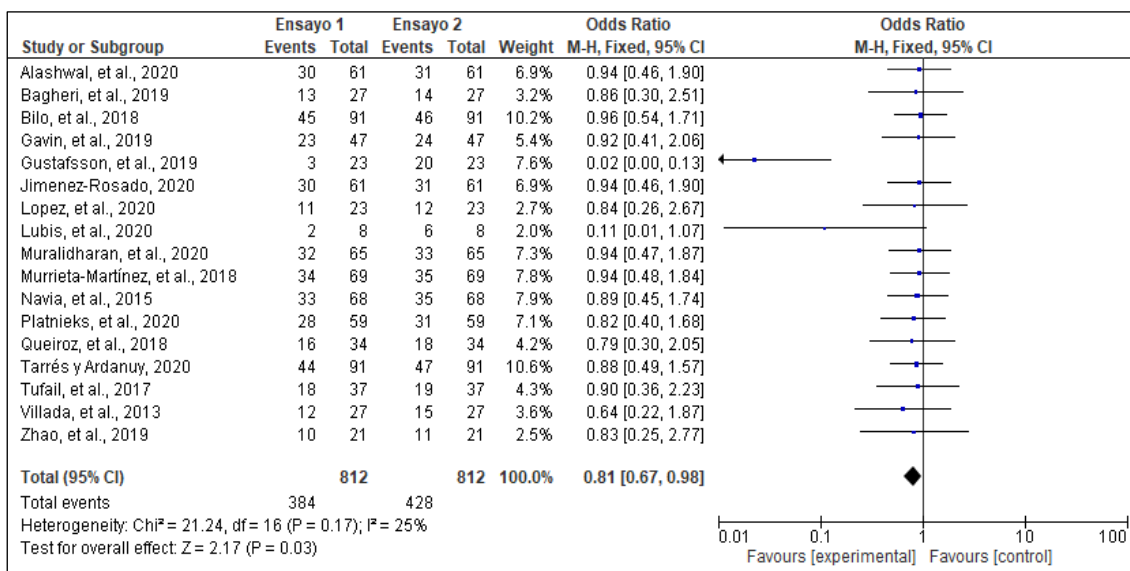 Ensayo 1 Ensayo 2 Odds Ratio Odds Ratio
Study or Subgroup Events Total Events Total Weight M-H, Fixed, 95% CI M-H, Fixed, 95% CI
Alashwal, et al., 2020 30 61 31 61 6.9% 0.94 [0.46, 1.90]
Bagheri, et al., 2019 13 27 14 27 3.2% 0.86 [0.30, 2.51]
Bilo, et al., 2018 45 91 46 91 10.2% 0.96 [0.54, 1.71]
Gavin, et al., 2019 23 47 24 47 5.4% 0.92 [0.41, 2.06]
Gustafsson, et al., 2019 3 23 20 23 7.6% 0.02 [0.00, 0.13]
Jimenez-Rosado, 2020 30 61 31 61 6.9% 0.94 [0.46, 1.90]
Lopez, et al., 2020 11 23 12 23 2.7% 0.84 [0.26, 2.67]
Lubis, et al., 2020 2 8 6 8 2.0% 0.11 [0.01, 1.07]
Muralidharan, et al., 2020 32 65 33 65 7.3% 0.94 [0.47, 1.87]
Murrieta-Martínez, et al., 2018 34 69 35 69 7.8% 0.94 [0.48, 1.84]
Navia, et al., 2015 33 68 35 68 7.9% 0.89 [0.45, 1.74]
Platnieks, et al., 2020 28 59 31 59 7.1% 0.82 [0.40, 1.68]
Queiroz, et al., 2018 16 34 18 34 4.2% 0.79 [0.30, 2.05]
Tarrés y Ardanuy, 2020 44 91 47 91 10.6% 0.88 [0.49, 1.57]
Tufail, et al., 2017 18 37 19 37 4.3% 0.90 [0.36, 2.23]
Villada, et al., 2013 12 27 15 27 3.6% 0.64 [0.22, 1.87]
Zhao, et al., 2019 10 21 11 21 2.5% 0.83 [0.25, 2.77]
Total (95% CI) 812 812 100.0% 0.81 [0.67, 0.98]
Total events 384 428
Heterogeneity: Chi² = 21.24, df = 16 (P = 0.17); I² = 25%
Test for overall effect: Z = 2.17 (P = 0.03)
0.01 0.1 1 10 100
Favours [experimental] Favours [control]